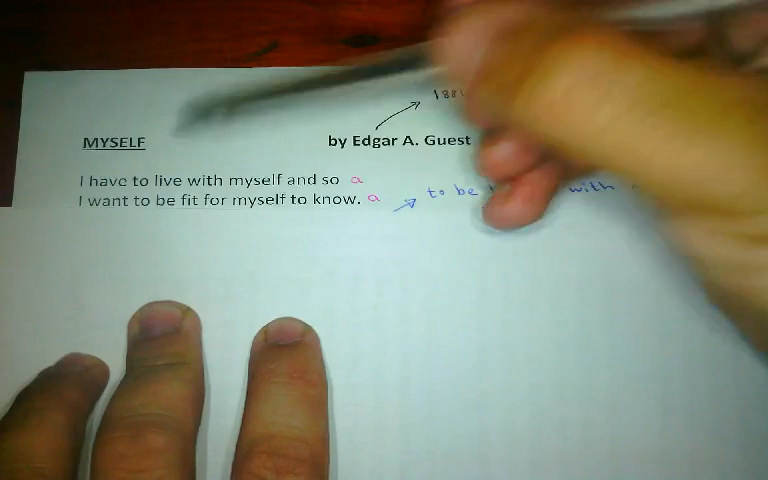 188
MYSELF by Edgar A. Guest
I have to live with myself and so a
I want to be fit for myself to know. a to be with